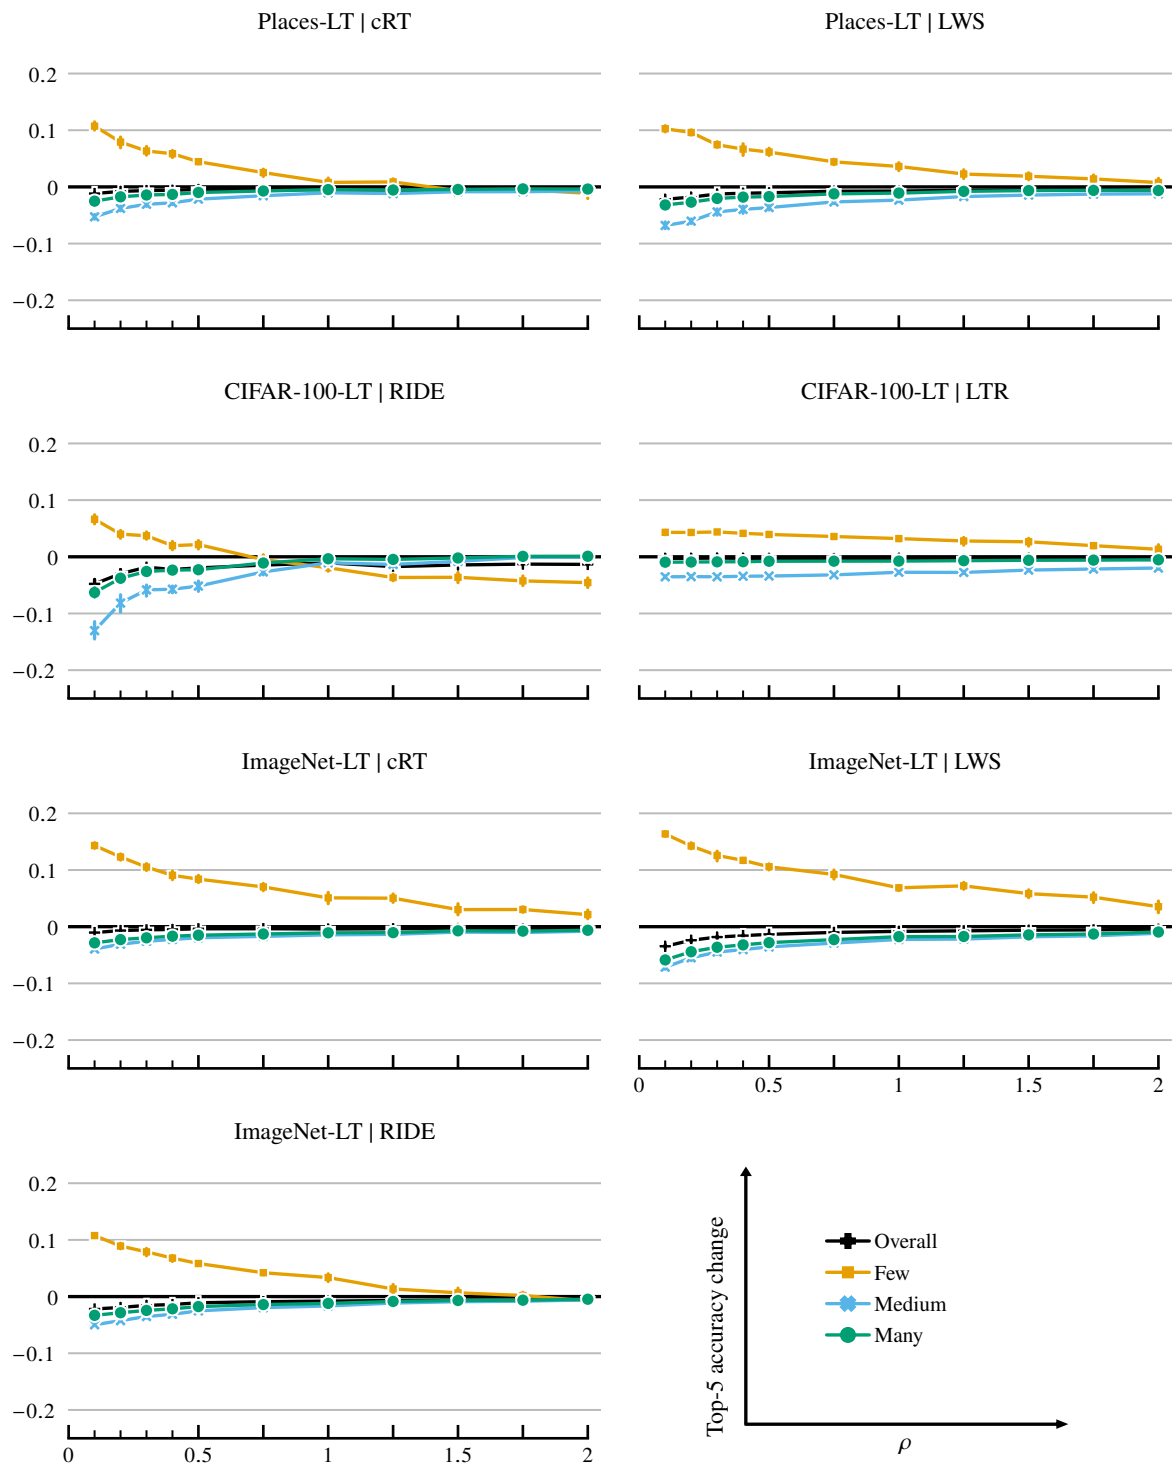 Places-LT | cRT
Places-LT | LWS
0.2
0.1
0
−0.1
−0.2
CIFAR-100-LT | RIDE
CIFAR-100-LT | LTR
0.2
0.1
0
−0.1
−0.2
ImageNet-LT | cRT
ImageNet-LT | LWS
0.2
0.1
0
−0.1
−0.2
0 0.5 1 1.5 2
ImageNet-LT | RIDE
0.2
0.1
0
−0.1
−0.2
0 0.5 1 1.5 2
Top-5 accuracy change
Overall
Few
Medium
Many
ρ